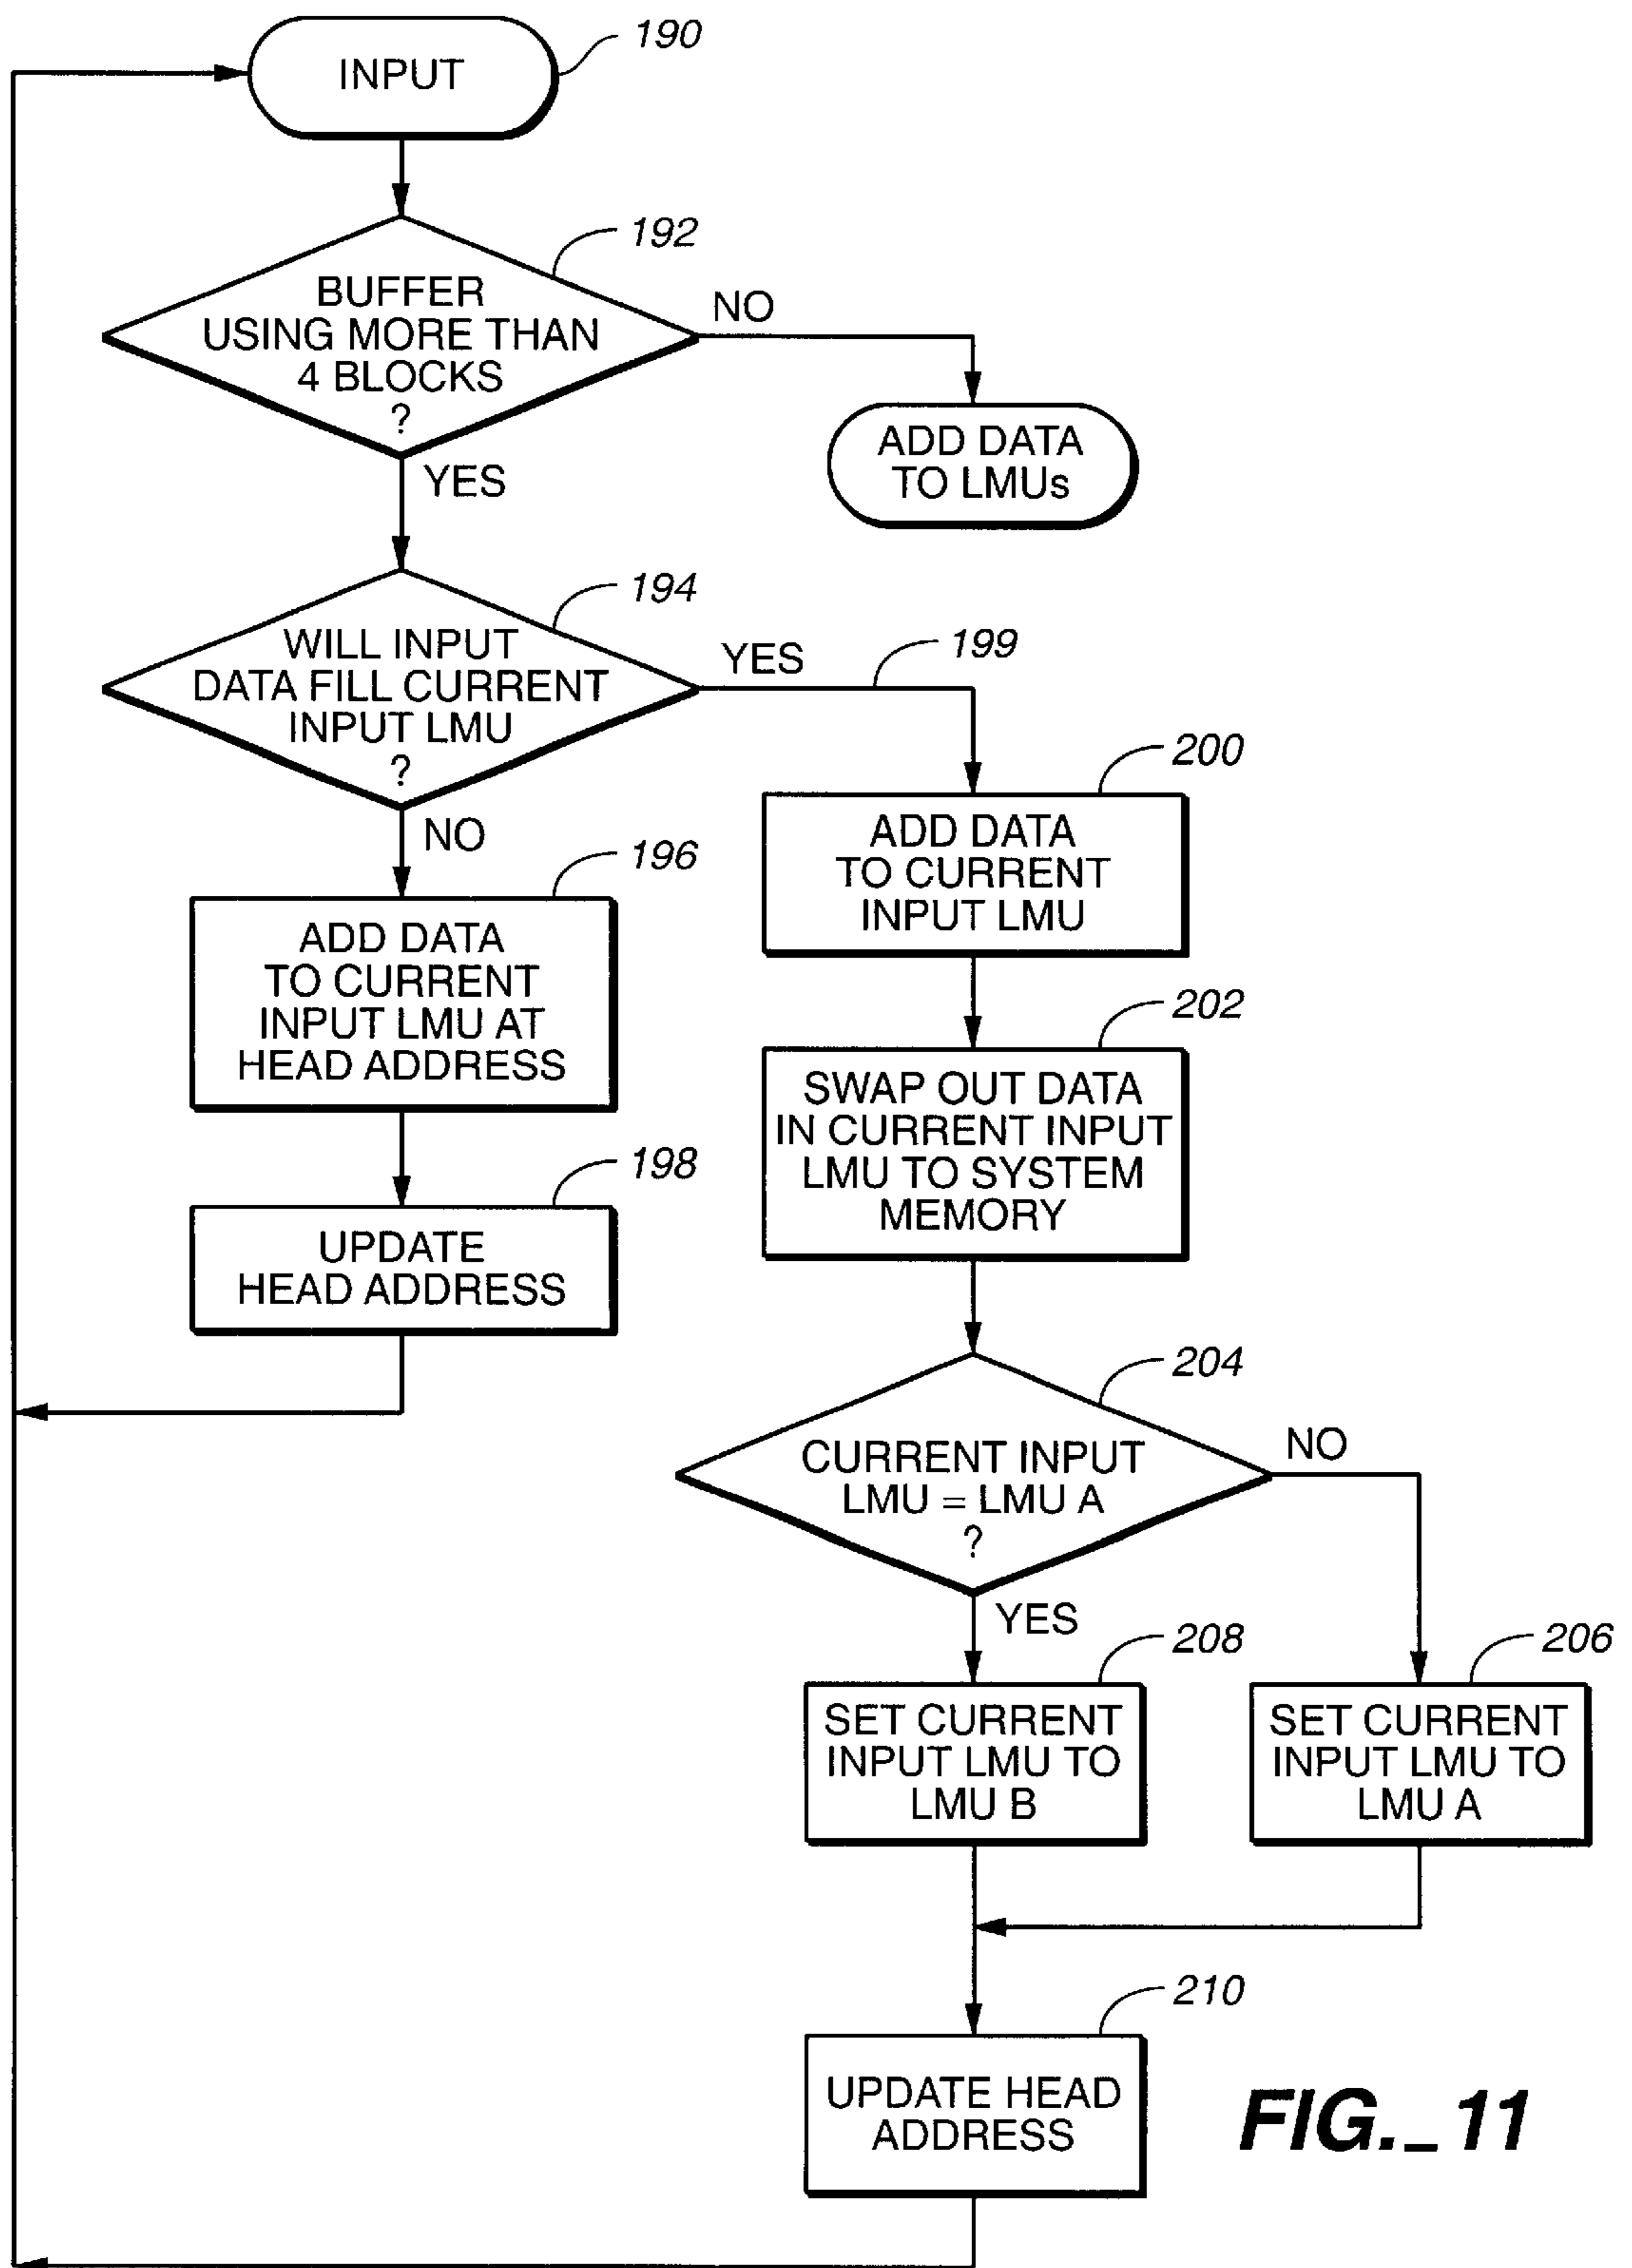 190
INPUT
192
BUFFER
USING MORE THAN
4 BLOCKS
?
NO
ADD DATA
TO LMUs
YES
194
WILL INPUT
DATA FILL CURRENT
INPUT LMU
?
YES
199
NO
200
ADD DATA
TO CURRENT
INPUT LMU
196
ADD DATA
TO CURRENT
INPUT LMU AT
HEAD ADDRESS
202
SWAP OUT DATA
IN CURRENT INPUT
LMU TO SYSTEM
MEMORY
198
UPDATE
HEAD ADDRESS
204
CURRENT INPUT
LMU = LMU A
?
NO
YES
208
SET CURRENT
INPUT LMU TO
LMU B
206
SET CURRENT
INPUT LMU TO
LMU A
210
UPDATE HEAD
ADDRESS
FIG._11